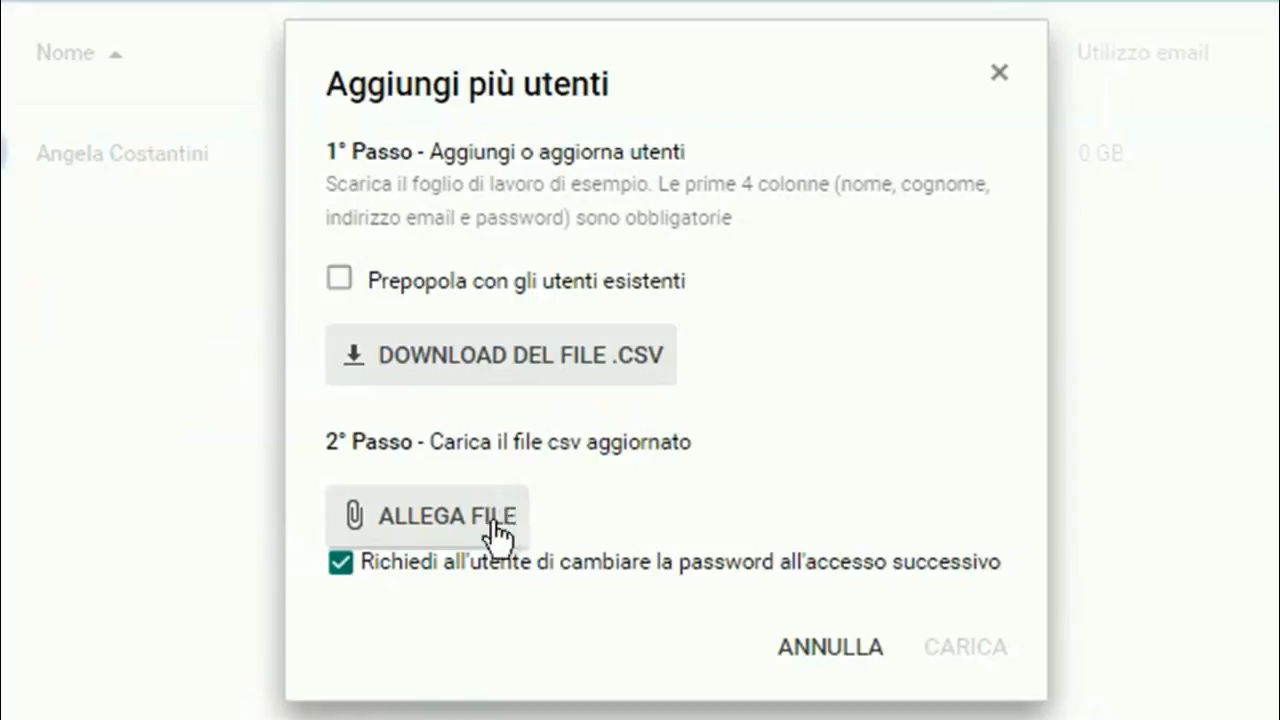 Nome
Utilizzo email
Angela Costantini
0 GB
Aggiungi più utenti
1° Passo - Aggiungi o aggiorna utenti
Scarica il foglio di lavoro di esempio. Le prime 4 colonne (nome, cognome,
indirizzo email e password) sono obbligatorie
Prepopola con gli utenti esistenti
DOWNLOAD DEL FILE .CSV
2° Passo - Carica il file csv aggiornato
ALLEGA FILE
Richiedi all'utente di cambiare la password all'accesso successivo
ANNULLA
CARICA